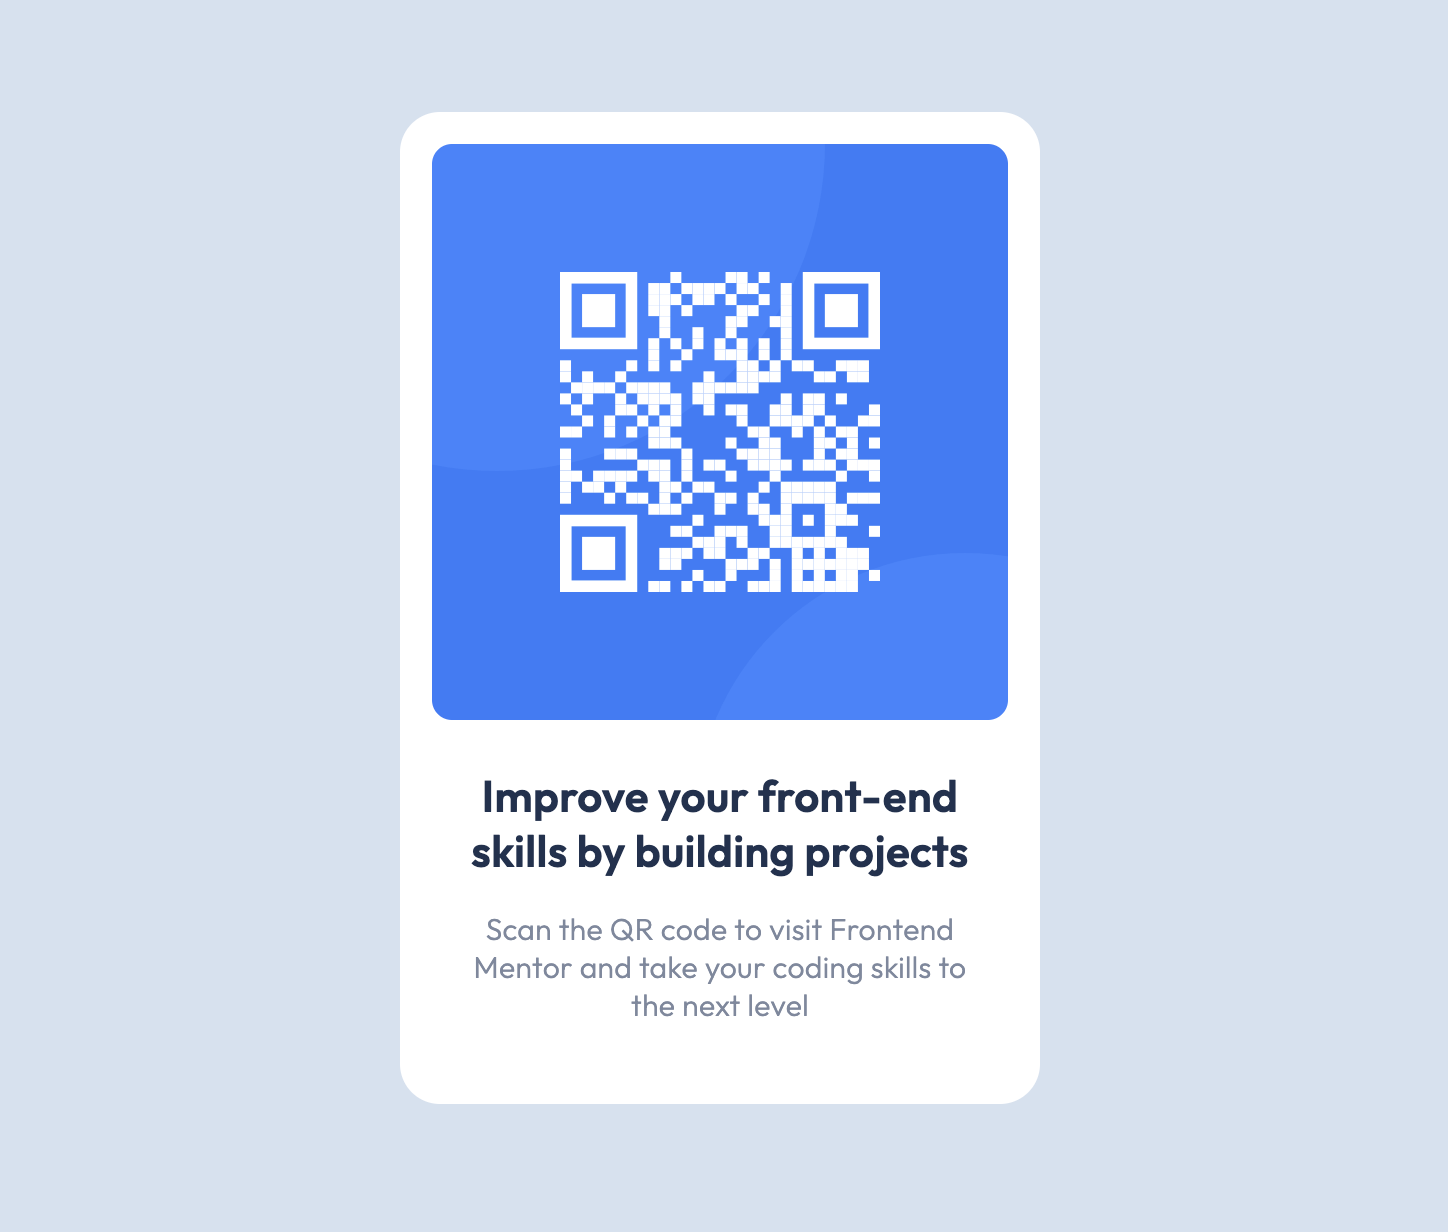 Improve your front-end
skills by building projects
Scan the QR code to visit Frontend
Mentor and take your coding skills to
the next level